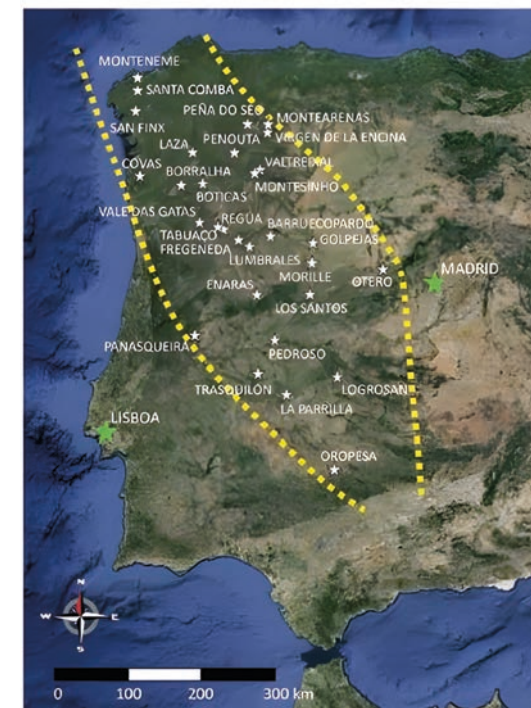 MONTENEME
SANTA COMBA
PEÑA DO SEO
MONTEARENAS
SAN FINX
PENOUTA
VIRGEN DE LA ENCINA
LAZA
COVAS
BORRALHA
VALTREIXAL
BOTICAS
MONTESINHO
VALE DAS GATAS
REGUA
BARRUECOPARDO
TABUAÇO
GOLPEJAS
FREGENEDA
LUMBRALES
MORILLE
OTERO
MADRID
ENARAS
LOS SANTOS
PANASQUEIRA
PEDROSO
TRASQUILÓN
LOGROSAN
LA PARRILLA
LISBOA
OROPESA
N
W E
S
0 100 200 300 km